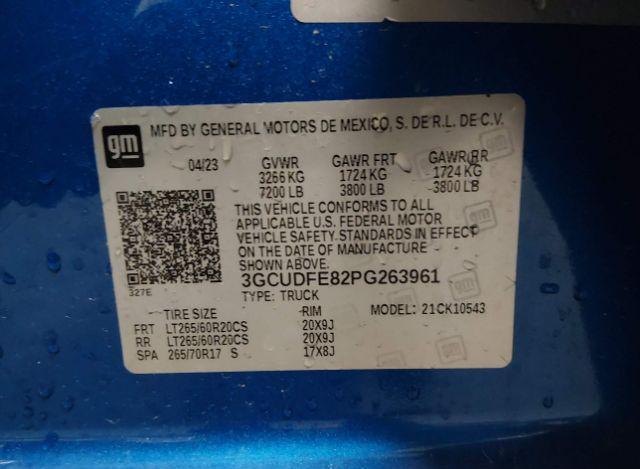 gm
MFD BY GENERAL MOTORS DE MEXICO, S. DE R.L. DE C.V.
04/23 GVWR GAWR FRT GAWR RR
3266 KG 1724 KG 1724 KG
7200 LB 3800 LB 3800 LB
THIS VEHICLE CONFORMS TO ALL
APPLICABLE U.S. FEDERAL MOTOR
VEHICLE SAFETY STANDARDS IN EFFECT
ON THE DATE OF MANUFACTURE
SHOWN ABOVE.
327E
3GCUDFE82PG263961
TYPE: TRUCK
TIRE SIZE RIM MODEL: 21CK10543
FRT LT265/60R20CS 20X9J
RR LT265/60R20CS 20X9J
SPA 265/70R17 S 17X8J